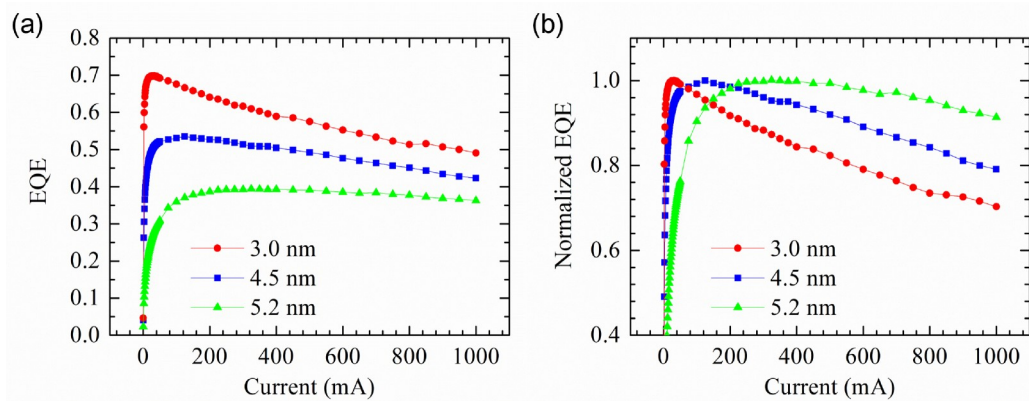 (a)
0.8
0.7
0.6
0.5
0.4
0.3
0.2
0.1
0.0
EQE
3.0 nm
4.5 nm
5.2 nm
0 200 400 600 800 1000
Current (mA)
(b)
1.0
0.8
0.6
0.4
Normalized EQE
3.0 nm
4.5 nm
5.2 nm
0 200 400 600 800 1000
Current (mA)